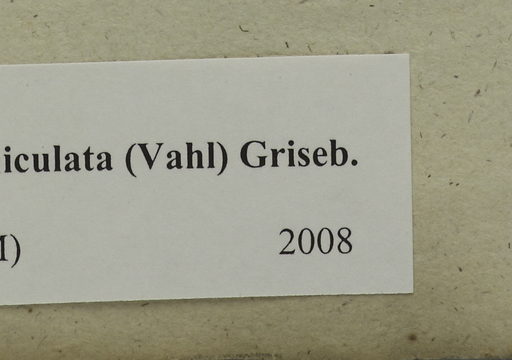 iculata (Vahl) Griseb.
M) 2008